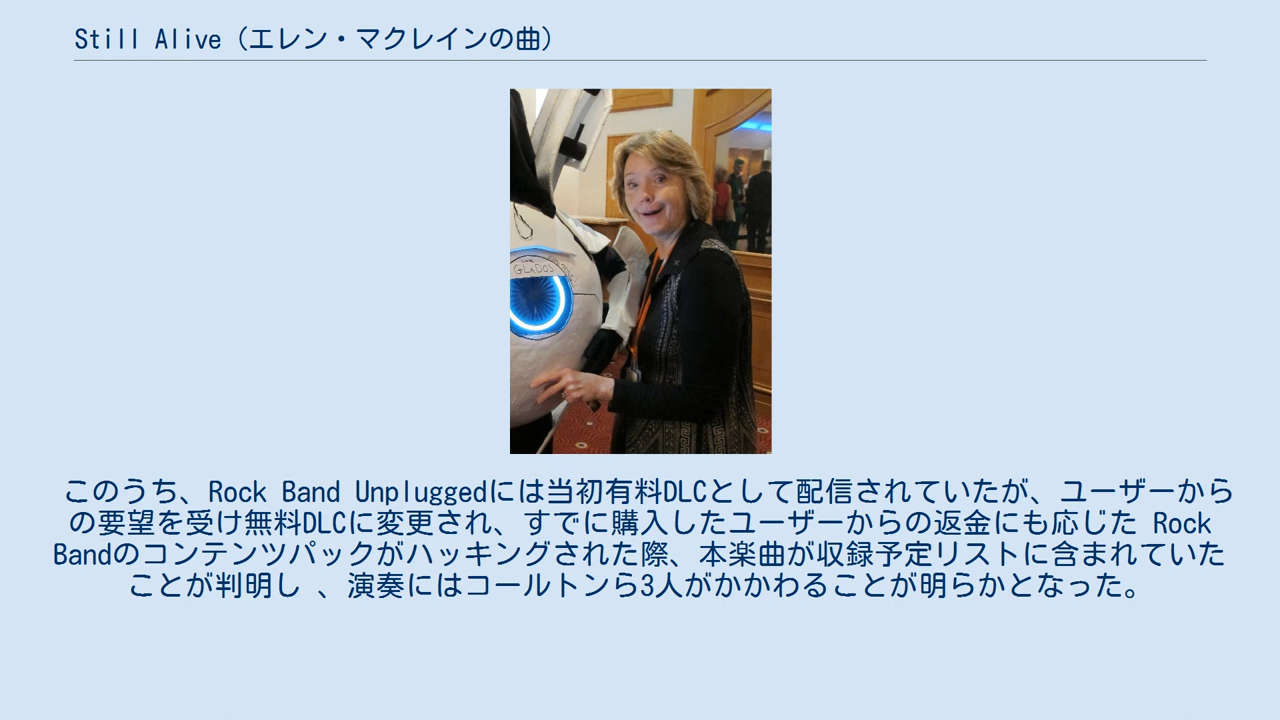 Still Alive（エレン・マクレインの曲）
GLaDOS
このうち、Rock Band Unpluggedには当初有料DLCとして配信されていたが、ユーザーから
の要望を受け無料DLCに変更され、すでに購入したユーザーからの返金にも応じた Rock
Bandのコンテンツパックがハッキングされた際、本楽曲が収録予定リストに含まれていた
ことが判明し 、演奏にはコールトンら3人がかかわることが明らかとなった。